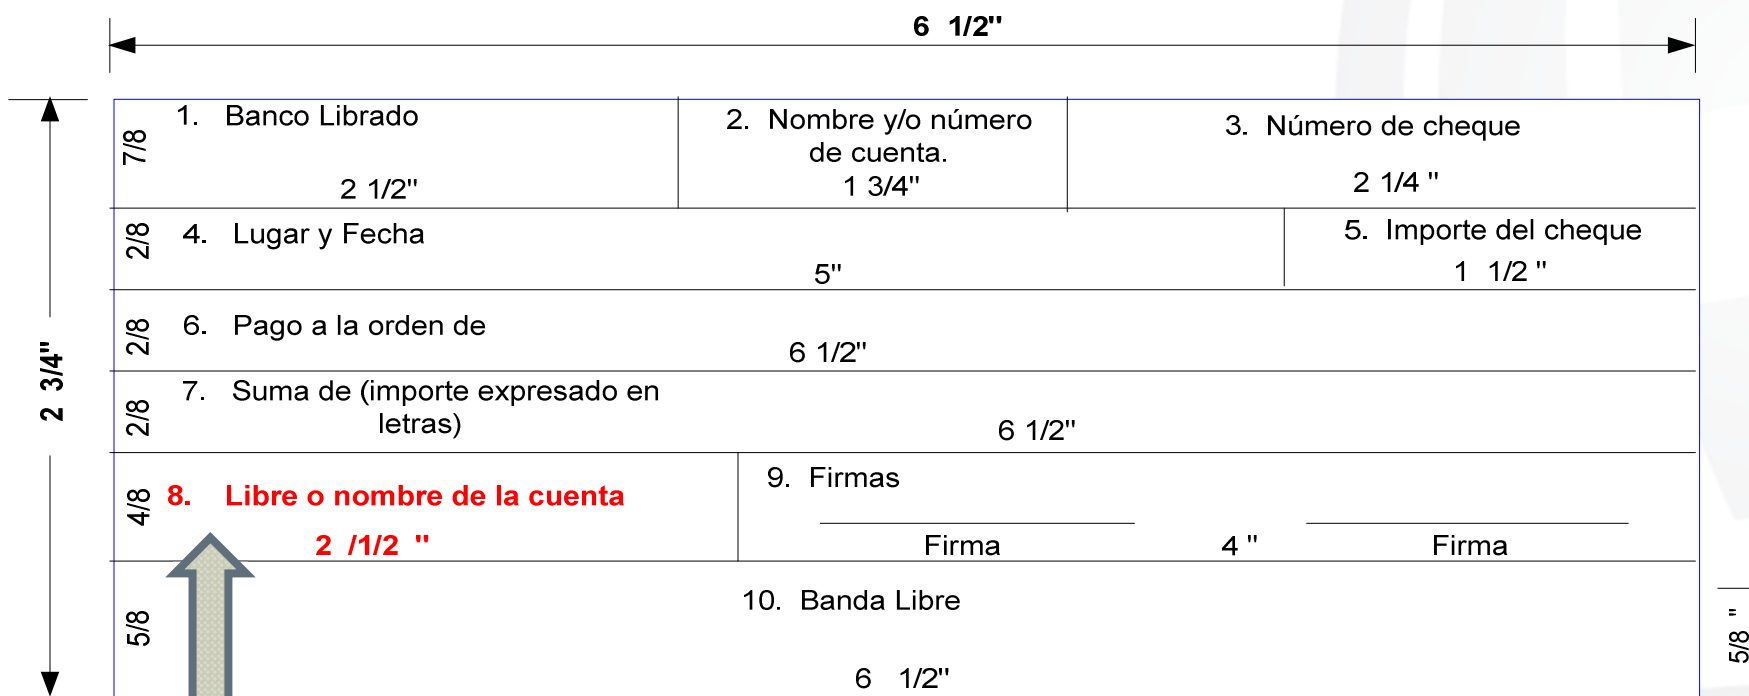 6 1/2"
7/8
1. Banco Librado
2 1/2"
2. Nombre y/o número
de cuenta.
1 3/4"
3. Número de cheque
2 1/4 "
2/8
4. Lugar y Fecha
5"
5. Importe del cheque
1 1/2 "
2 3/4"
2/8
6. Pago a la orden de
6 1/2"
2/8
7. Suma de (importe expresado en
letras)
6 1/2"
4/8
8. Libre o nombre de la cuenta
2 /1/2 "
9. Firmas
Firma
4 "
Firma
5/8
10. Banda Libre
6 1/2"
5/8 "